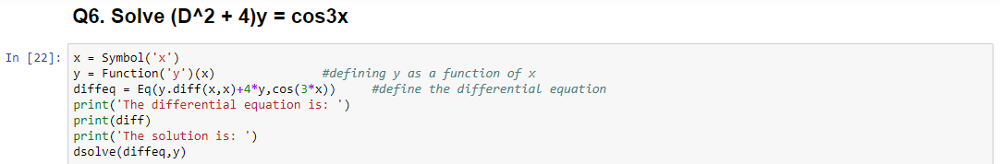 Q6. Solve (D^2 + 4)y = cos3x
In [22]: x = Symbol('x')
y = Function('y')(x) #defining y as a function of x
diffeq = Eq(y.diff(x,x)+4*y,cos(3*x)) #define the differential equation
print('The differential equation is: ')
print(diff)
print('The solution is: ')
dsolve(diffeq,y)